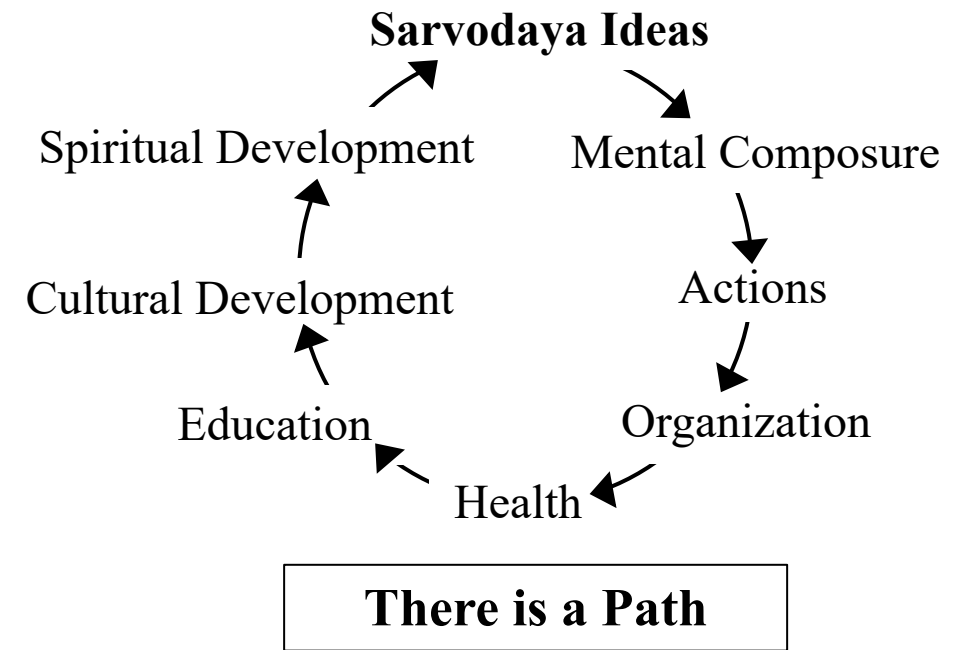 Sarvodaya Ideas
Mental Composure
Actions
Organization
Health
Education
Cultural Development
Spiritual Development
There is a Path